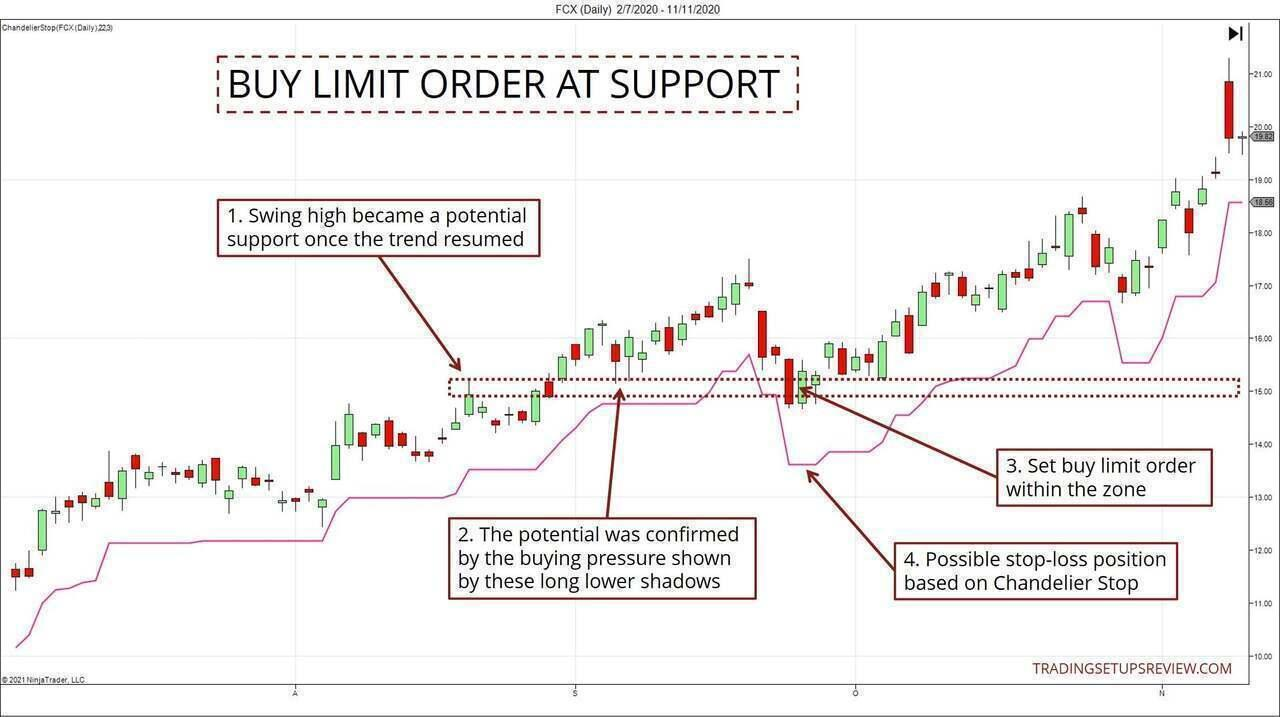 FCX (Daily) 2/7/2020 - 11/11/2020
ChandelierStop(FCX (Daily),22,3)
BUY LIMIT ORDER AT SUPPORT
21.00
20.00
19.82
19.00
18.56
18.00
17.00
16.00
15.00
14.00
13.00
12.00
11.00
10.00
1. Swing high became a potential
support once the trend resumed
2. The potential was confirmed
by the buying pressure shown
by these long lower shadows
3. Set buy limit order
within the zone
4. Possible stop-loss position
based on Chandelier Stop
TRADINGSETUPSREVIEW.COM
© 2021 NinjaTrader, LLC
A S O N